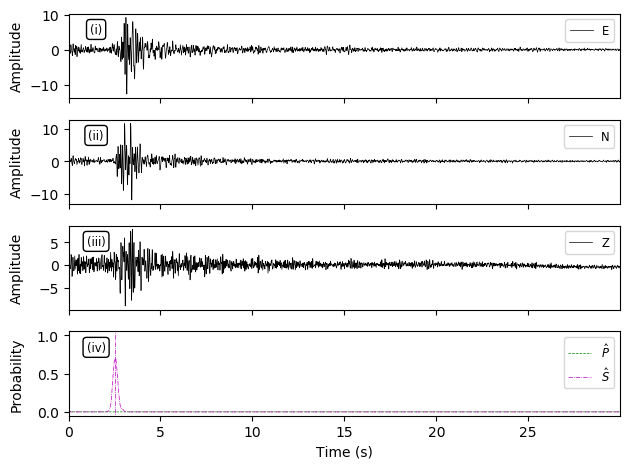 10
0
−10
Amplitude
(i)
E
10
0
−10
Amplitude
(ii)
N
5
0
−5
Amplitude
(iii)
Z
1.0
0.5
0.0
Probability
(iv)
P̂
Ŝ
0 5 10 15 20 25
Time (s)